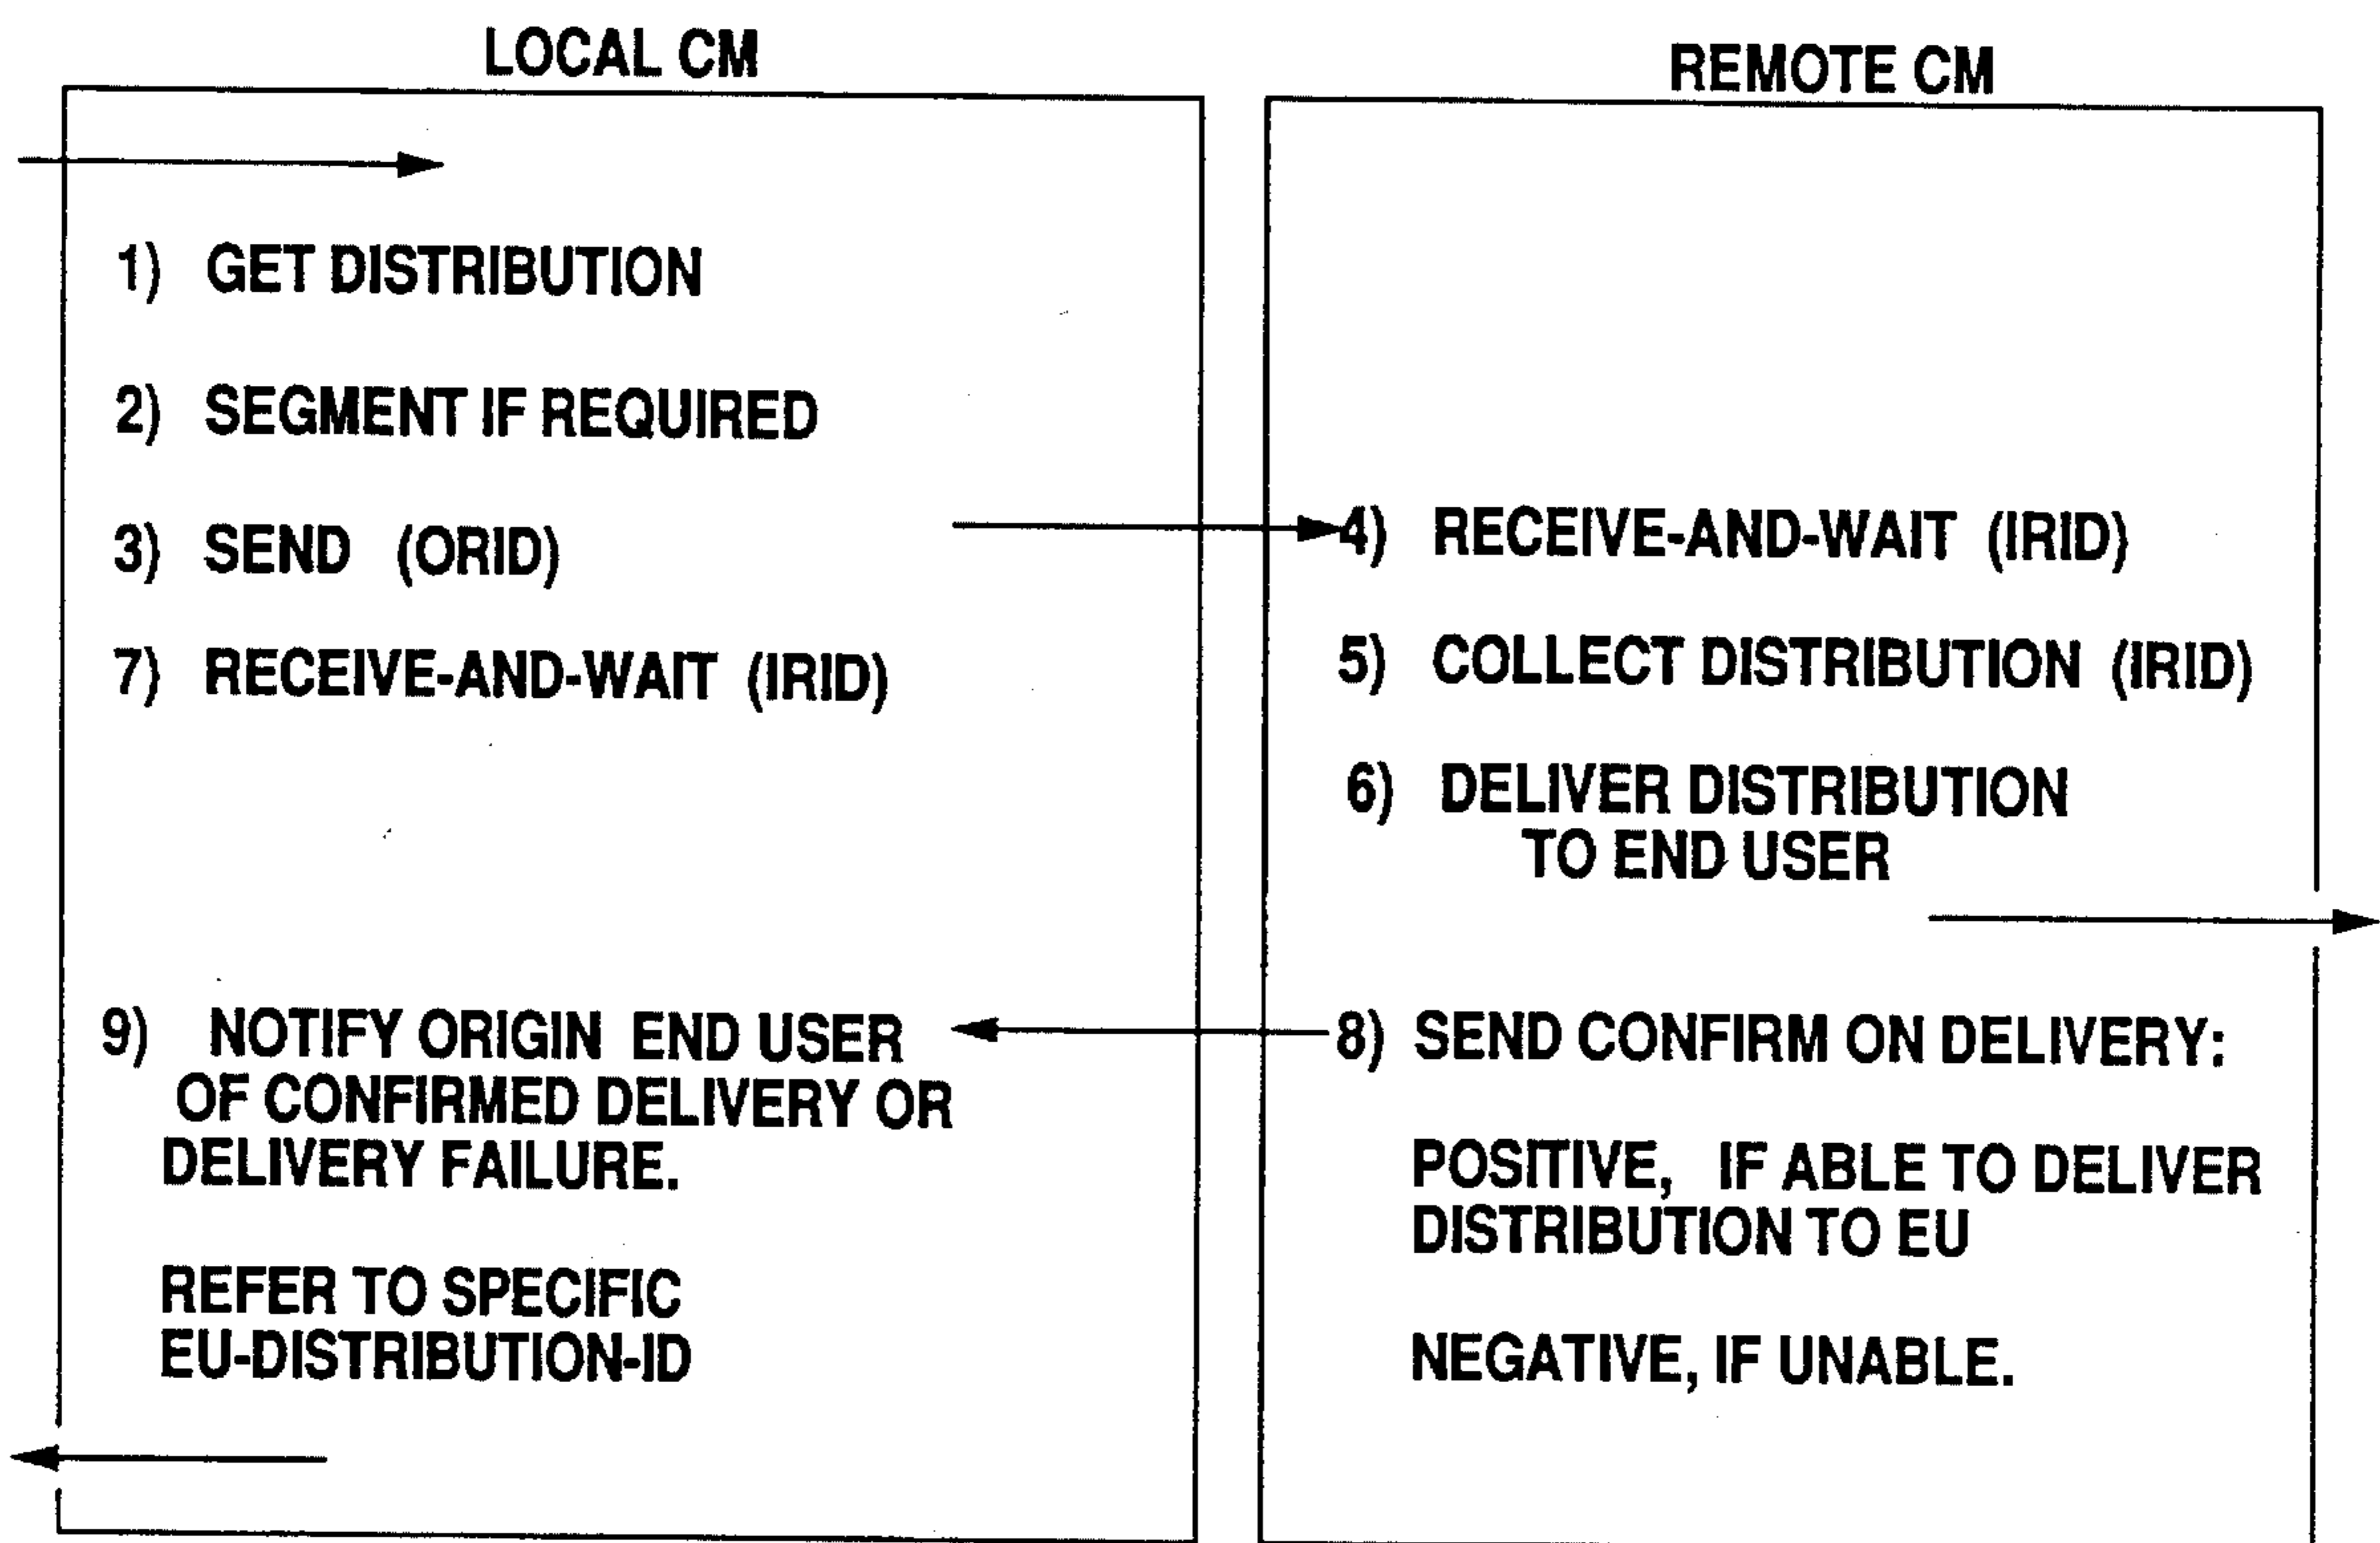 LOCAL CM
1) GET DISTRIBUTION
2) SEGMENT IF REQUIRED
3) SEND (ORID)
7) RECEIVE-AND-WAIT (IRID)
9) NOTIFY ORIGIN END USER
OF CONFIRMED DELIVERY OR
DELIVERY FAILURE.
REFER TO SPECIFIC
EU-DISTRIBUTION-ID
REMOTE CM
4) RECEIVE-AND-WAIT (IRID)
5) COLLECT DISTRIBUTION (IRID)
6) DELIVER DISTRIBUTION
TO END USER
8) SEND CONFIRM ON DELIVERY:
POSITIVE, IF ABLE TO DELIVER
DISTRIBUTION TO EU
NEGATIVE, IF UNABLE.